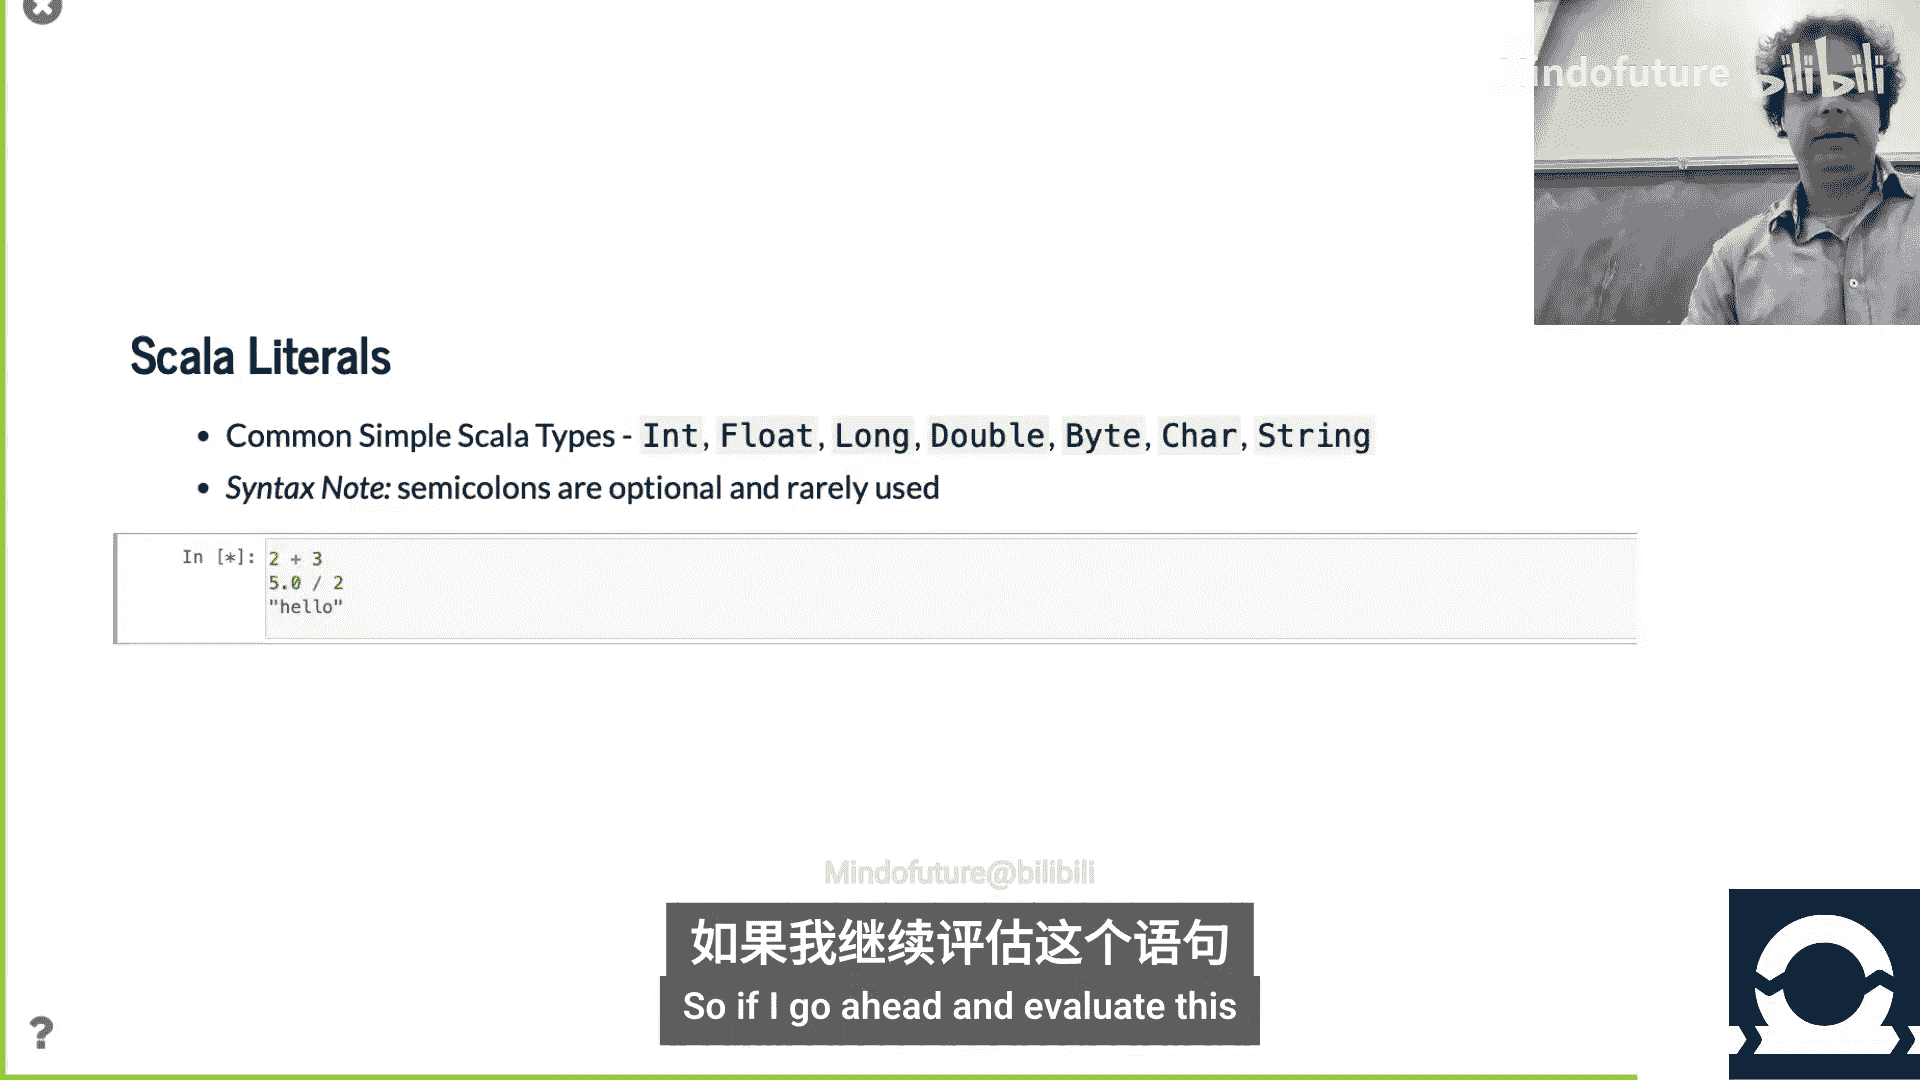 indofuture
bilibili
Scala Literals
• Common Simple Scala Types - Int, Float, Long, Double, Byte, Char, String
• Syntax Note: semicolons are optional and rarely used
In [*]: 2 + 3
5.0 / 2
"hello"
Mindofuture@bilibili
如果我继续评估这个语句
So if I go ahead and evaluate this
?